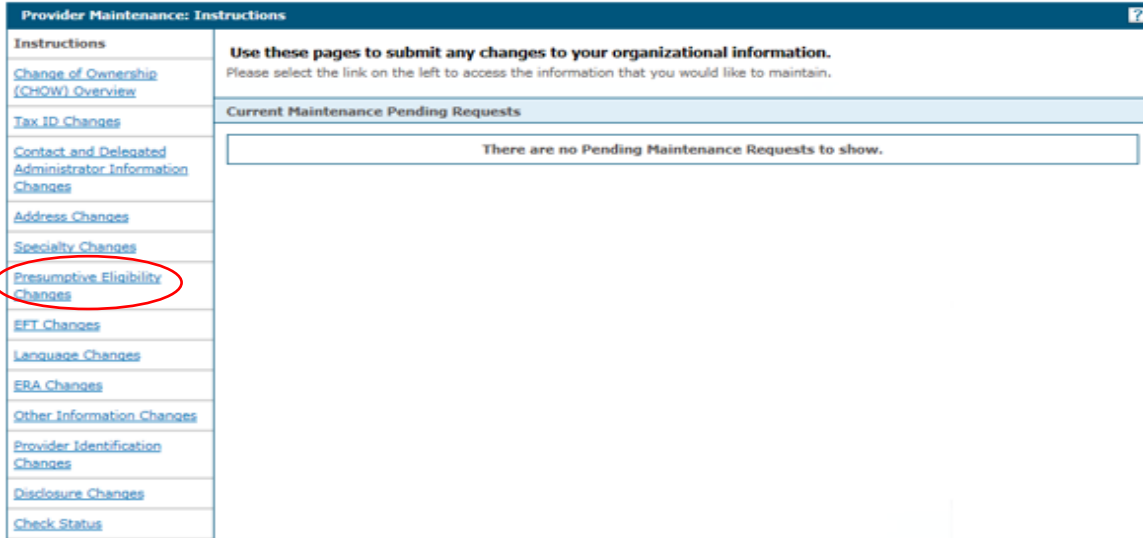 Provider Maintenance: Instructions
?
Instructions
Change of Ownership
(CHOW) Overview
Tax ID Changes
Contact and Delegated
Administrator Information
Changes
Address Changes
Specialty Changes
Presumptive Eligibility
Changes
EFT Changes
Language Changes
ERA Changes
Other Information Changes
Provider Identification
Changes
Disclosure Changes
Check Status
Use these pages to submit any changes to your organizational information.
Please select the link on the left to access the information that you would like to maintain.
Current Maintenance Pending Requests
There are no Pending Maintenance Requests to show.